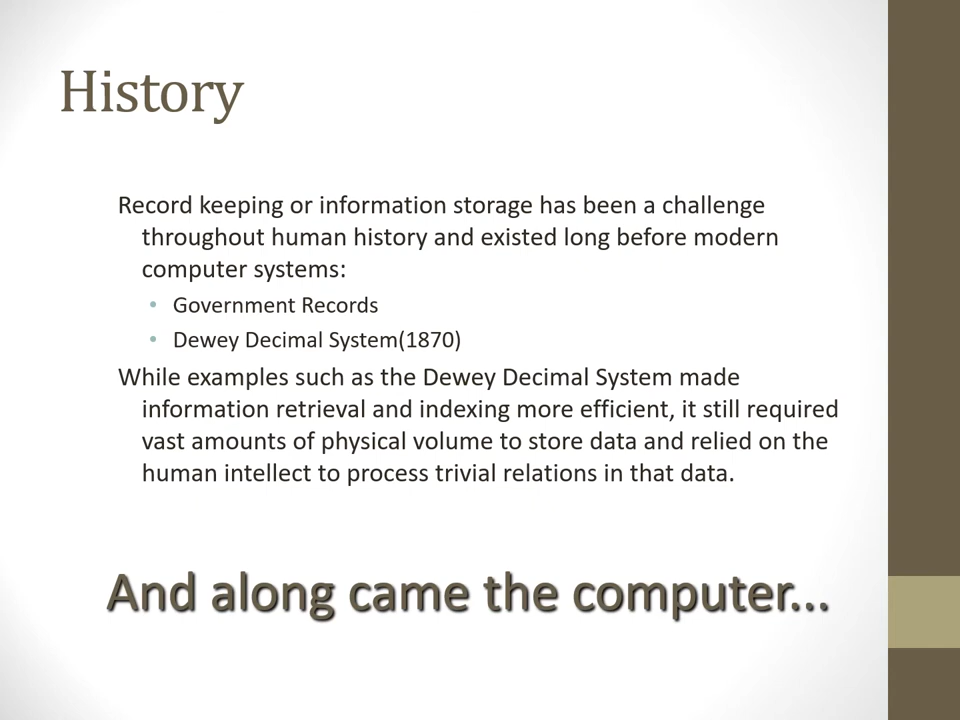 History
Record keeping or information storage has been a challenge
throughout human history and existed long before modern
computer systems:
• Government Records
• Dewey Decimal System(1870)
While examples such as the Dewey Decimal System made
information retrieval and indexing more efficient, it still required
vast amounts of physical volume to store data and relied on the
human intellect to process trivial relations in that data.
And along came the computer...